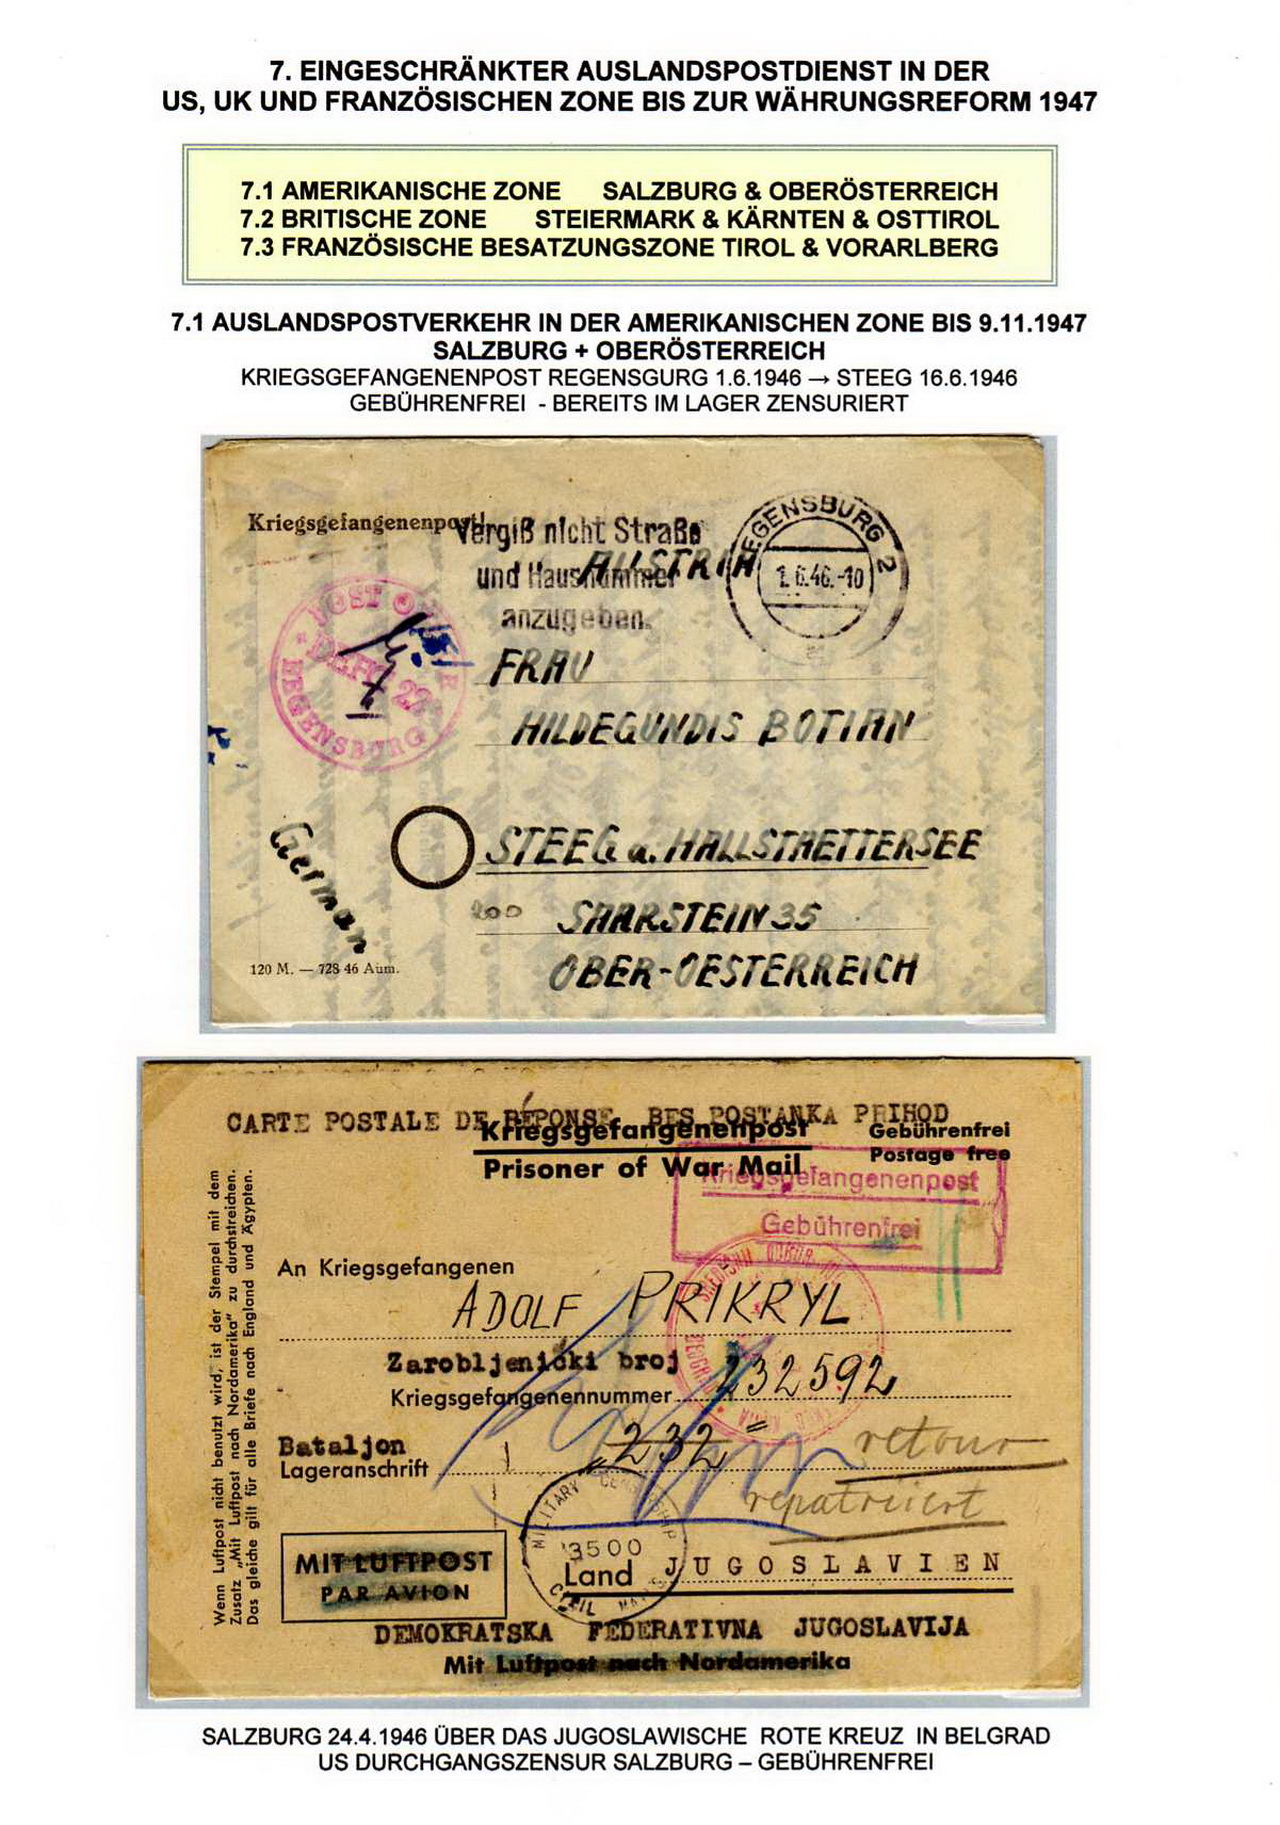 7. EINGESCHRÄNKTER AUSLANDSPOSTDIENST IN DER
US, UK UND FRANZÖSISCHEN ZONE BIS ZUR WÄHRUNGSREFORM 1947
7.1 AMERIKANISCHE ZONE SALZBURG & OBERÖSTERREICH
7.2 BRITISCHE ZONE STEIERMARK & KÄRNTEN & OSTTIROL
7.3 FRANZÖSISCHE BESATZUNGSZONE TIROL & VORARLBERG
7.1 AUSLANDSPOSTVERKEHR IN DER AMERIKANISCHEN ZONE BIS 9.11.1947
SALZBURG + OBERÖSTERREICH
KRIEGSGEFANGENENPOST REGENSGURG 1.6.1946 → STEEG 16.6.1946
GEBÜHRENFREI - BEREITS IM LAGER ZENSURIERT
Kriegsgefangenenpost!
Vergiß nicht Straße
und Hausnummer
anzugeben.
AUSTRIA
REGENSBURG 2
1.6.46.-10
POST
REGENSBURG
FRAU
HILDEGUNDIS BOTIAN
STEEG a. HALLSTAETTERSEE
SAARSTEIN 35
OBER-OESTERREICH
German
120 M. — 728 46 Aum.
CARTE POSTALE DE RÉPONSE BES POSTANKA PRIHOD
Kriegsgefangenenpost
Prisoner of War Mail
Gebührenfrei
Postage free
Kriegsgefangenenpost
Gebührenfrei
Wenn Luftpost nicht benutzt wird, ist der Stempel mit dem
Zusatz „Mit Luftpost nach Nordamerika" zu durchstreichen.
Das gleiche gilt für alle Briefe nach England und Ägypten.
An Kriegsgefangenen
ADOLF PRIKRYL
Zarobljenički broj
Kriegsgefangenennummer 232592
Bataljon
Lageranschrift 232
retour
repatriiert
MIT LUFTPOST
PAR AVION
MILITARY CENSORSHIP
3500
CIVIL MAILS
Land JUGOSLAVIEN
DEMOKRATSKA FEDERATIVNA JUGOSLAVIJA
Mit Luftpost nach Nordamerika
SALZBURG 24.4.1946 ÜBER DAS JUGOSLAWISCHE ROTE KREUZ IN BELGRAD
US DURCHGANGSZENSUR SALZBURG – GEBÜHRENFREI